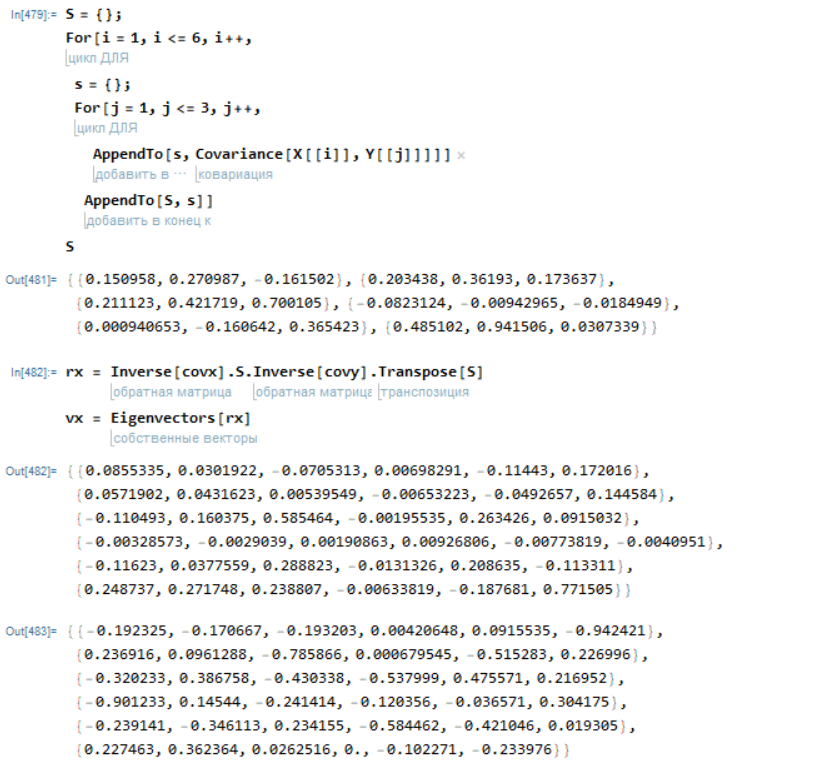 In[479]:= S = {};
For[i = 1, i <= 6, i++,
цикл ДЛЯ
s = {};
For[j = 1, j <= 3, j++,
цикл ДЛЯ
AppendTo[s, Covariance[X[[i]], Y[[j]]]]] ×
добавить в ··· ковариация
AppendTo[S, s]]
добавить в конец к
S
Out[481]= {{0.150958, 0.270987, -0.161502}, {0.203438, 0.36193, 0.173637},
{0.211123, 0.421719, 0.700105}, {-0.0823124, -0.00942965, -0.0184949},
{0.000940653, -0.160642, 0.365423}, {0.485102, 0.941506, 0.0307339}}
In[482]:= rx = Inverse[covx].S.Inverse[covy].Transpose[S]
обратная матрица обратная матрица транспозиция
vx = Eigenvectors[rx]
собственные векторы
Out[482]= {{0.0855335, 0.0301922, -0.0705313, 0.00698291, -0.11443, 0.172016},
{0.0571902, 0.0431623, 0.00539549, -0.00653223, -0.0492657, 0.144584},
{-0.110493, 0.160375, 0.585464, -0.00195535, 0.263426, 0.0915032},
{-0.00328573, -0.0029039, 0.00190863, 0.00926806, -0.00773819, -0.0040951},
{-0.11623, 0.0377559, 0.288823, -0.0131326, 0.208635, -0.113311},
{0.248737, 0.271748, 0.238807, -0.00633819, -0.187681, 0.771505}}
Out[483]= {{-0.192325, -0.170667, -0.193203, 0.00420648, 0.0915535, -0.942421},
{0.236916, 0.0961288, -0.785866, 0.000679545, -0.515283, 0.226996},
{-0.320233, 0.386758, -0.430338, -0.537999, 0.475571, 0.216952},
{-0.901233, 0.14544, -0.241414, -0.120356, -0.036571, 0.304175},
{-0.239141, -0.346113, 0.234155, -0.584462, -0.421046, 0.019305},
{0.227463, 0.362364, 0.0262516, 0., -0.102271, -0.233976}}